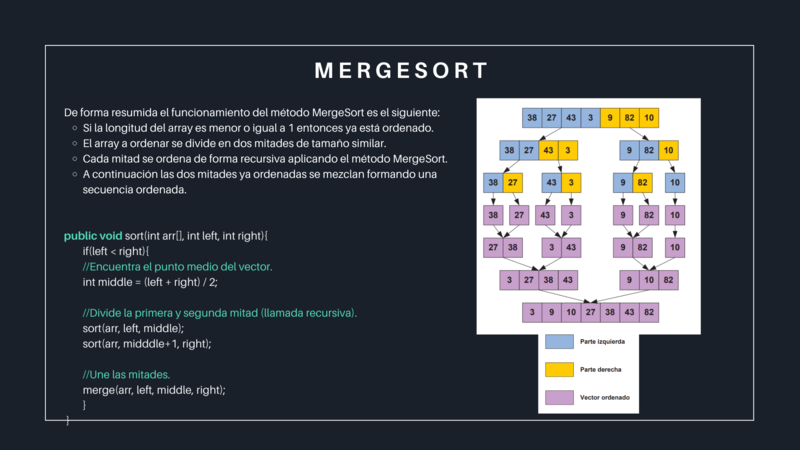 MERGESORT
De forma resumida el funcionamiento del método MergeSort es el siguiente:
Si la longitud del array es menor o igual a 1 entonces ya está ordenado.
El array a ordenar se divide en dos mitades de tamaño similar.
Cada mitad se ordena de forma recursiva aplicando el método MergeSort.
A continuación las dos mitades ya ordenadas se mezclan formando una
secuencia ordenada.
public void sort(int arr[], int left, int right){
if(left < right){
//Encuentra el punto medio del vector.
int middle = (left + right) / 2;
//Divide la primera y segunda mitad (llamada recursiva).
sort(arr, left, middle);
sort(arr, midddle+1, right);
//Une las mitades.
merge(arr, left, middle, right);
}
}
38 27 43 3 9 82 10
38 27 43 3 9 82 10
38 27 43 3 9 82 10
38 27 43 3 9 82 10
27 38 3 43 9 82 10
3 27 38 43 9 10 82
3 9 10 27 38 43 82
Parte izquierda
Parte derecha
Vector ordenado